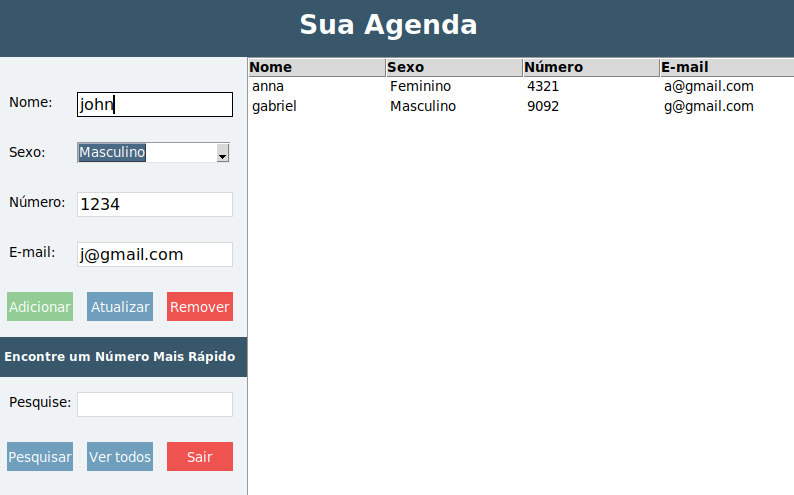 Sua Agenda
Nome: john
Sexo: Masculino
Número: 1234
E-mail: j@gmail.com
Adicionar Atualizar Remover
Encontre um Número Mais Rápido
Pesquise:
Pesquisar Ver todos Sair
Nome Sexo Número E-mail
anna Feminino 4321 a@gmail.com
gabriel Masculino 9092 g@gmail.com